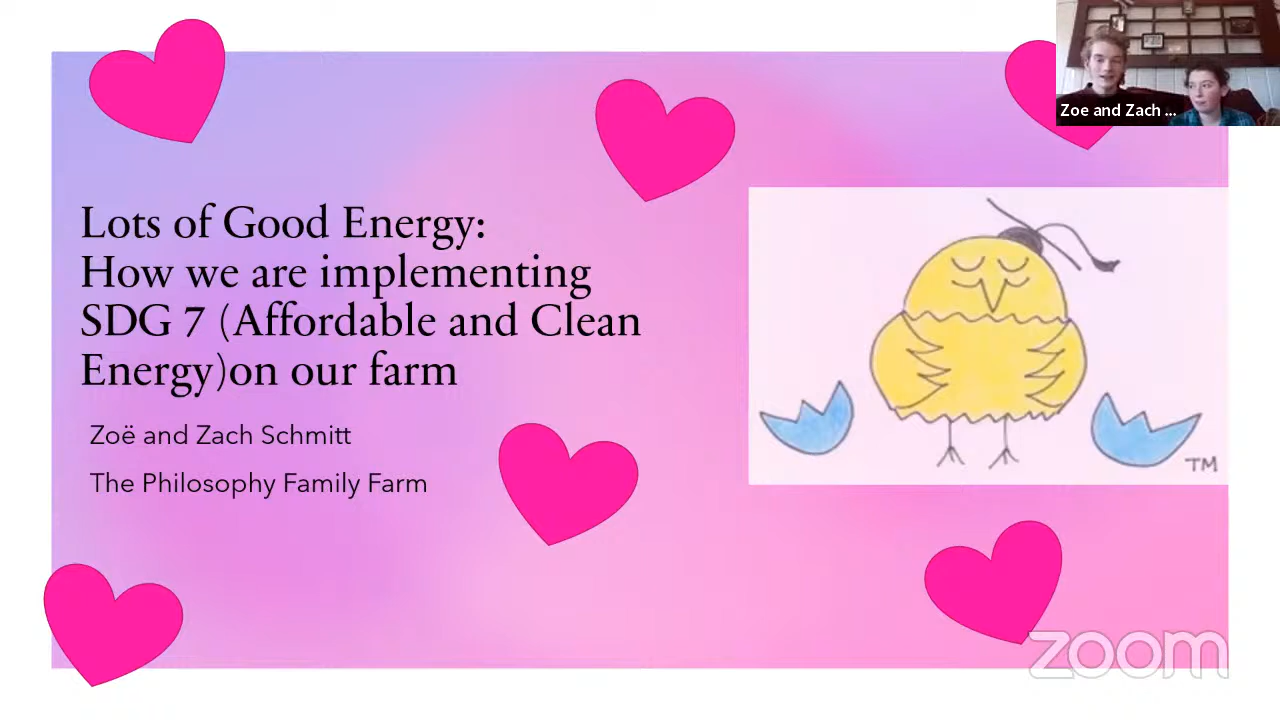 Zoe and Zach ...
Lots of Good Energy:
How we are implementing
SDG 7 (Affordable and Clean
Energy)on our farm
Zoë and Zach Schmitt
The Philosophy Family Farm
TM
zoom